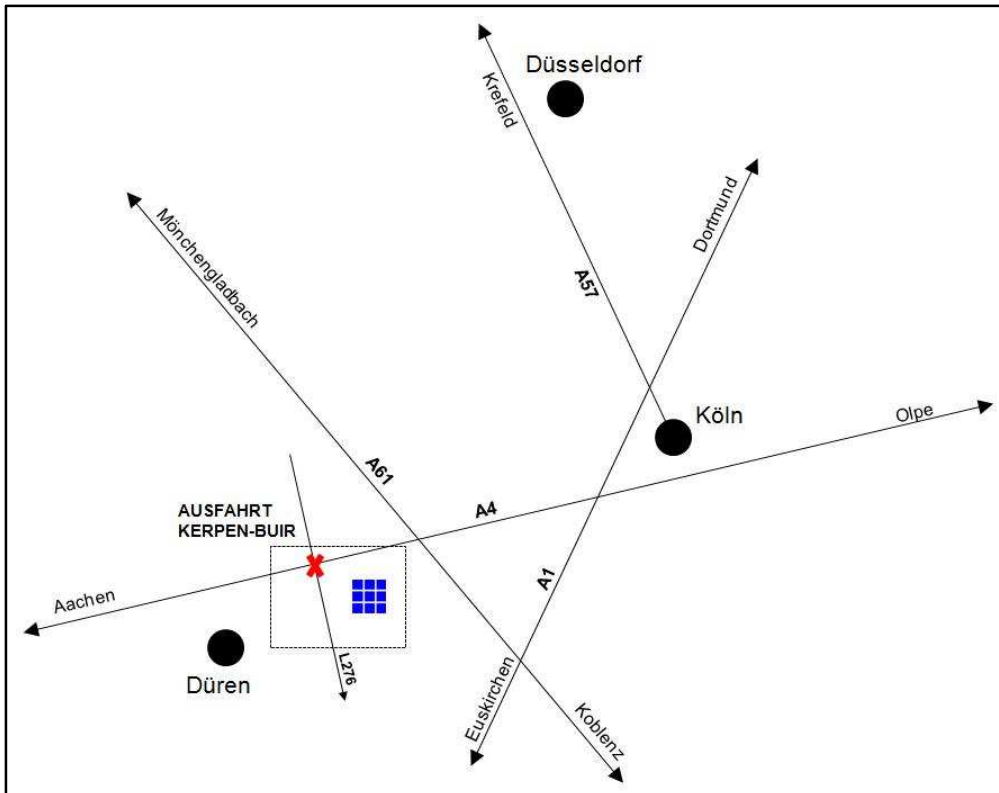 Düsseldorf
Krefeld
Dortmund
Mönchengladbach
A57
Köln
Olpe
A61
AUSFAHRT
KERPEN-BUIR
A4
A1
Aachen
L276
Düren
Euskirchen
Koblenz